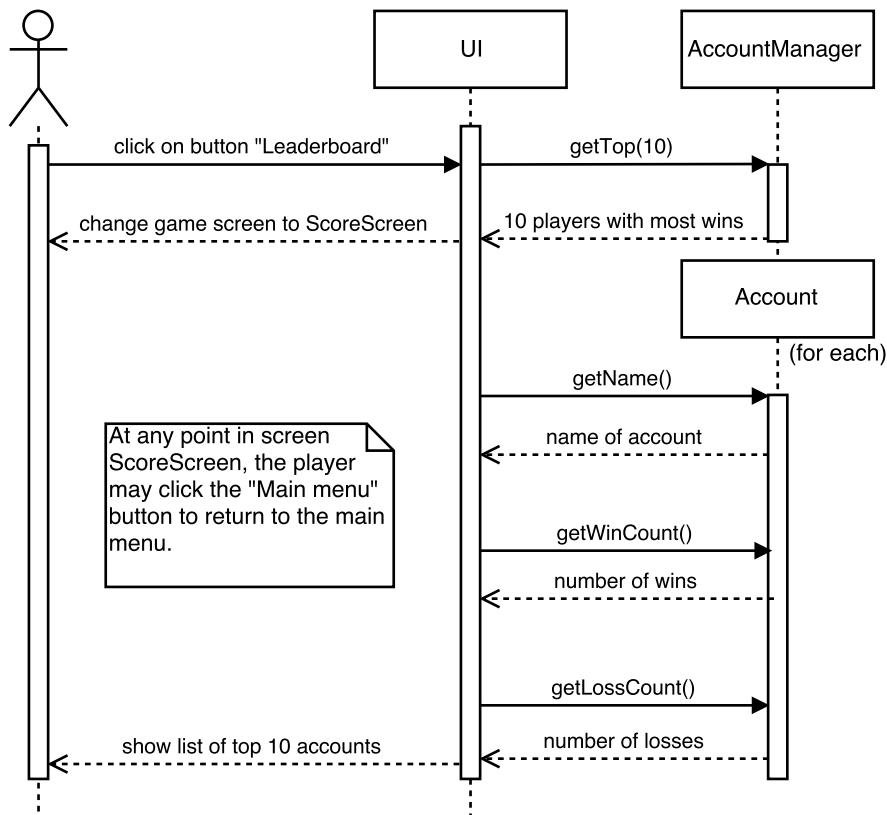 UI
AccountManager
click on button "Leaderboard"
getTop(10)
change game screen to ScoreScreen
10 players with most wins
Account
(for each)
getName()
name of account
At any point in screen
ScoreScreen, the player
may click the "Main menu"
button to return to the main
menu.
getWinCount()
number of wins
getLossCount()
show list of top 10 accounts
number of losses